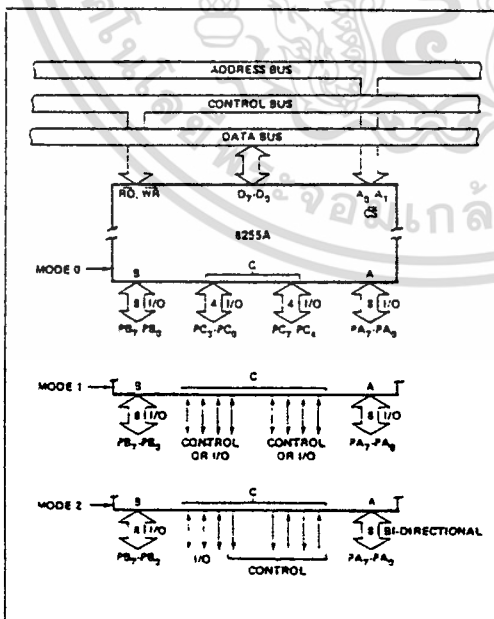 ADDRESS BUS
CONTROL BUS
DATA BUS
RD, WR D7-D0 A0-A1
CS
8255A
MODE 0 B C A
8 I/O 4 I/O 4 I/O 8 I/O
PB7-PB0 PC3-PC0 PC7-PC4 PA7-PA0
MODE 1 B C A
8 I/O 8 I/O
PB7-PB0 CONTROL OR I/O CONTROL OR I/O PA7-PA0
MODE 2 B C A
8 I/O 8 BI-DIRECTIONAL
PB7-PB0 I/O CONTROL PA7-PA0